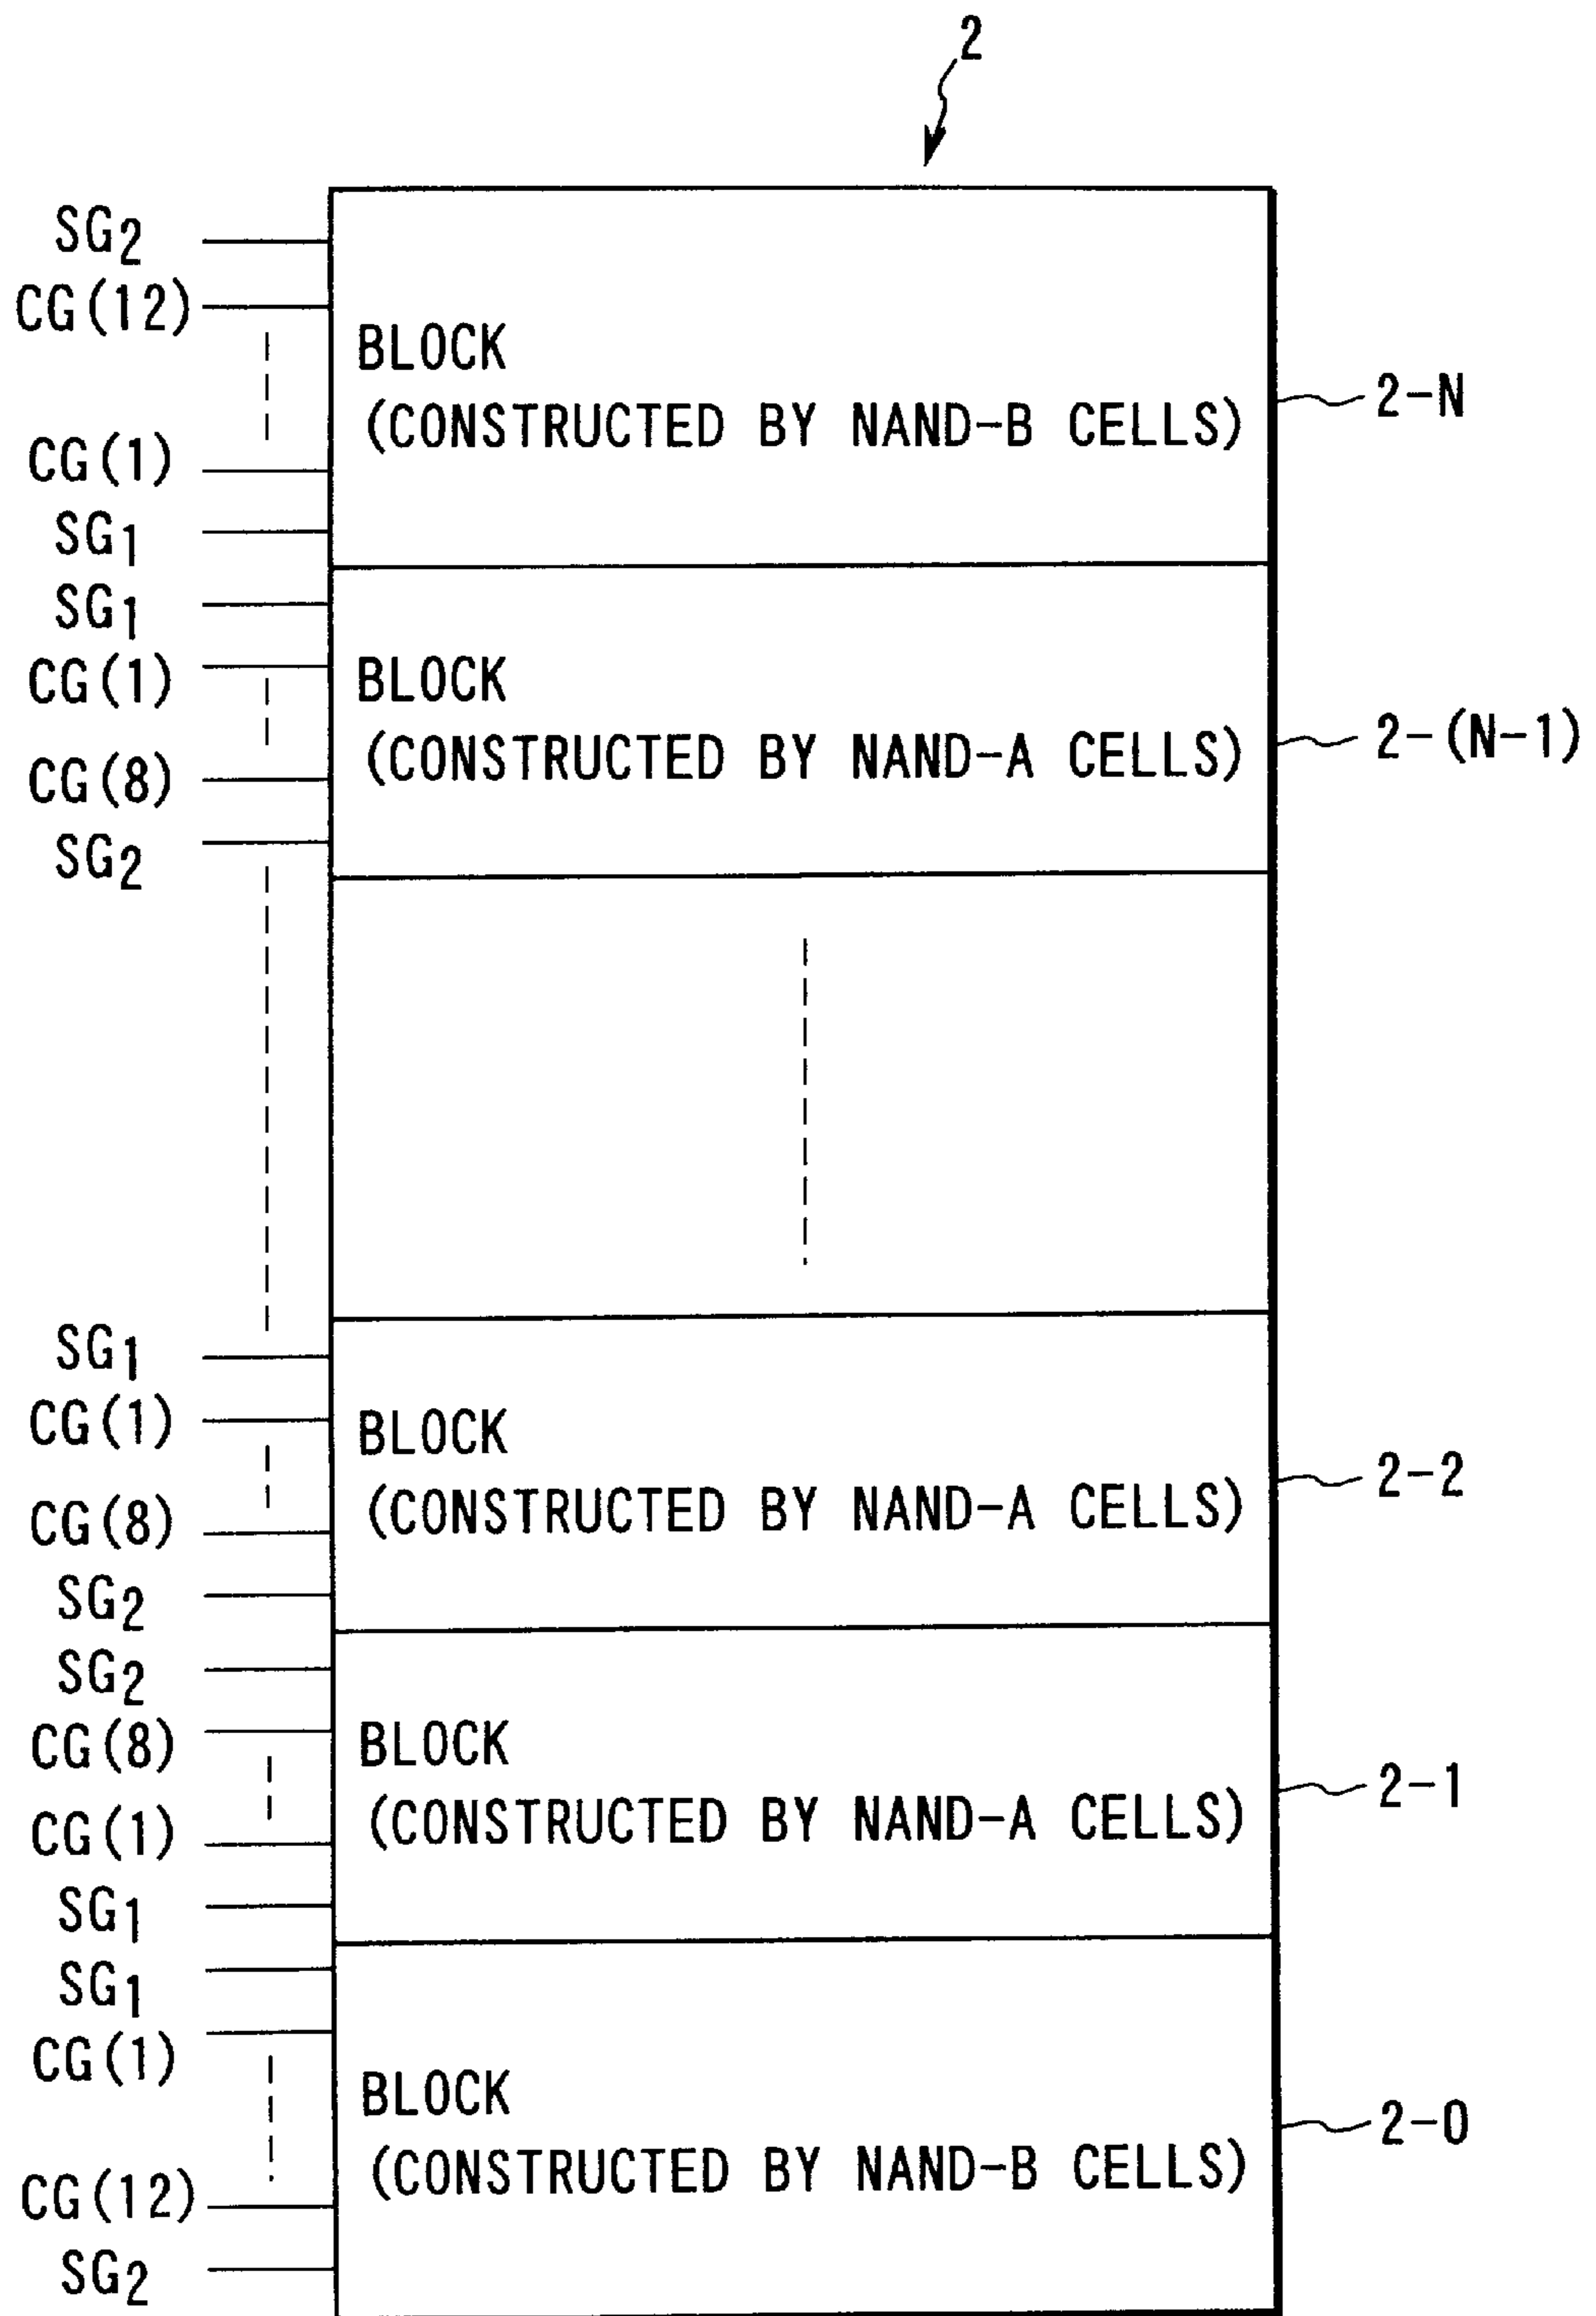 2
SG2
CG(12)
CG(1)
SG1
BLOCK
(CONSTRUCTED BY NAND-B CELLS)
2-N
SG1
CG(1)
CG(8)
SG2
BLOCK
(CONSTRUCTED BY NAND-A CELLS)
2-(N-1)
SG1
CG(1)
CG(8)
SG2
BLOCK
(CONSTRUCTED BY NAND-A CELLS)
2-2
SG2
CG(8)
CG(1)
SG1
BLOCK
(CONSTRUCTED BY NAND-A CELLS)
2-1
SG1
CG(1)
CG(12)
SG2
BLOCK
(CONSTRUCTED BY NAND-B CELLS)
2-0